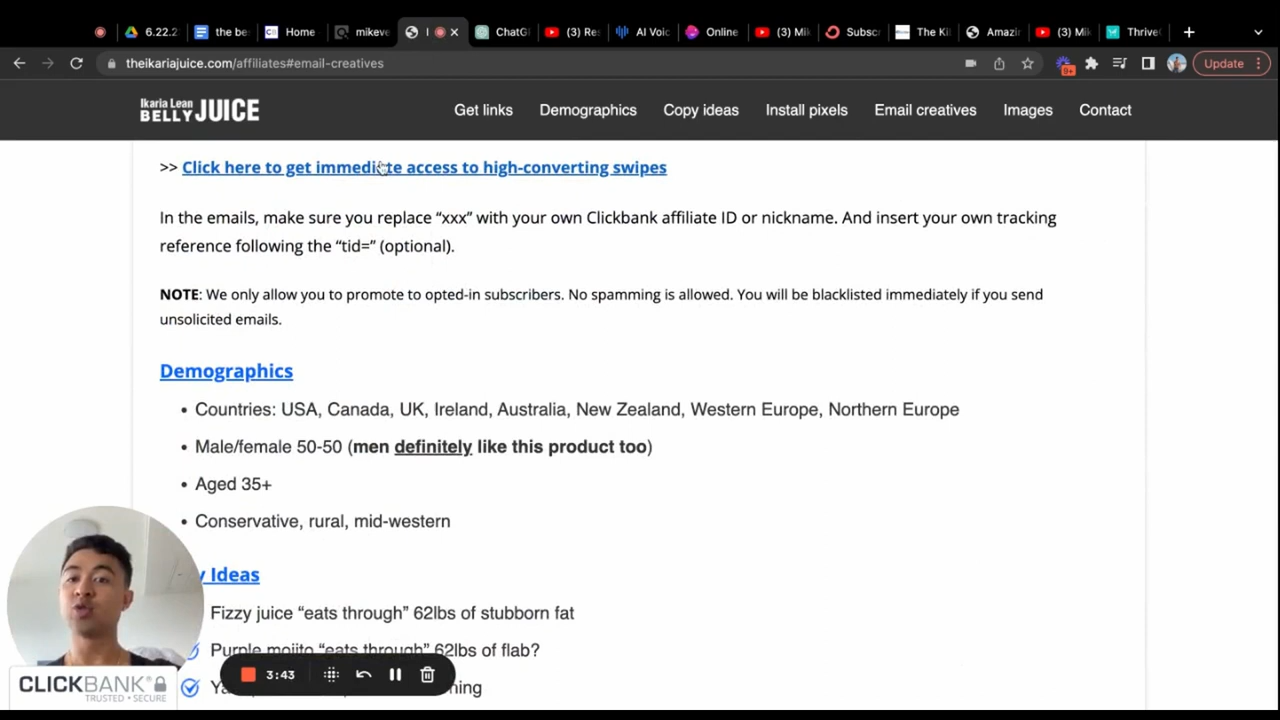 6.22.2
the be
Home
mikeve
I
ChatG
(3) Re
AI Voic
Online
(3) Mi
Subscr
The Ki
Amazi
(3) Mi
Thrive
theikariajuice.com/affiliates#email-creatives
9+
Update
Ikaria Lean
BELLY JUICE
Get links
Demographics
Copy ideas
Install pixels
Email creatives
Images
Contact
>> Click here to get immediate access to high-converting swipes
In the emails, make sure you replace “xxx” with your own Clickbank affiliate ID or nickname. And insert your own tracking
reference following the “tid=” (optional).
NOTE: We only allow you to promote to opted-in subscribers. No spamming is allowed. You will be blacklisted immediately if you send
unsolicited emails.
Demographics
• Countries: USA, Canada, UK, Ireland, Australia, New Zealand, Western Europe, Northern Europe
• Male/female 50-50 (men definitely like this product too)
• Aged 35+
• Conservative, rural, mid-western
y Ideas
Fizzy juice “eats through” 62lbs of stubborn fat
Purple mojito “eats through” 62lbs of flab?
3:43
CLICKBANK®
TRUSTED • SECURE